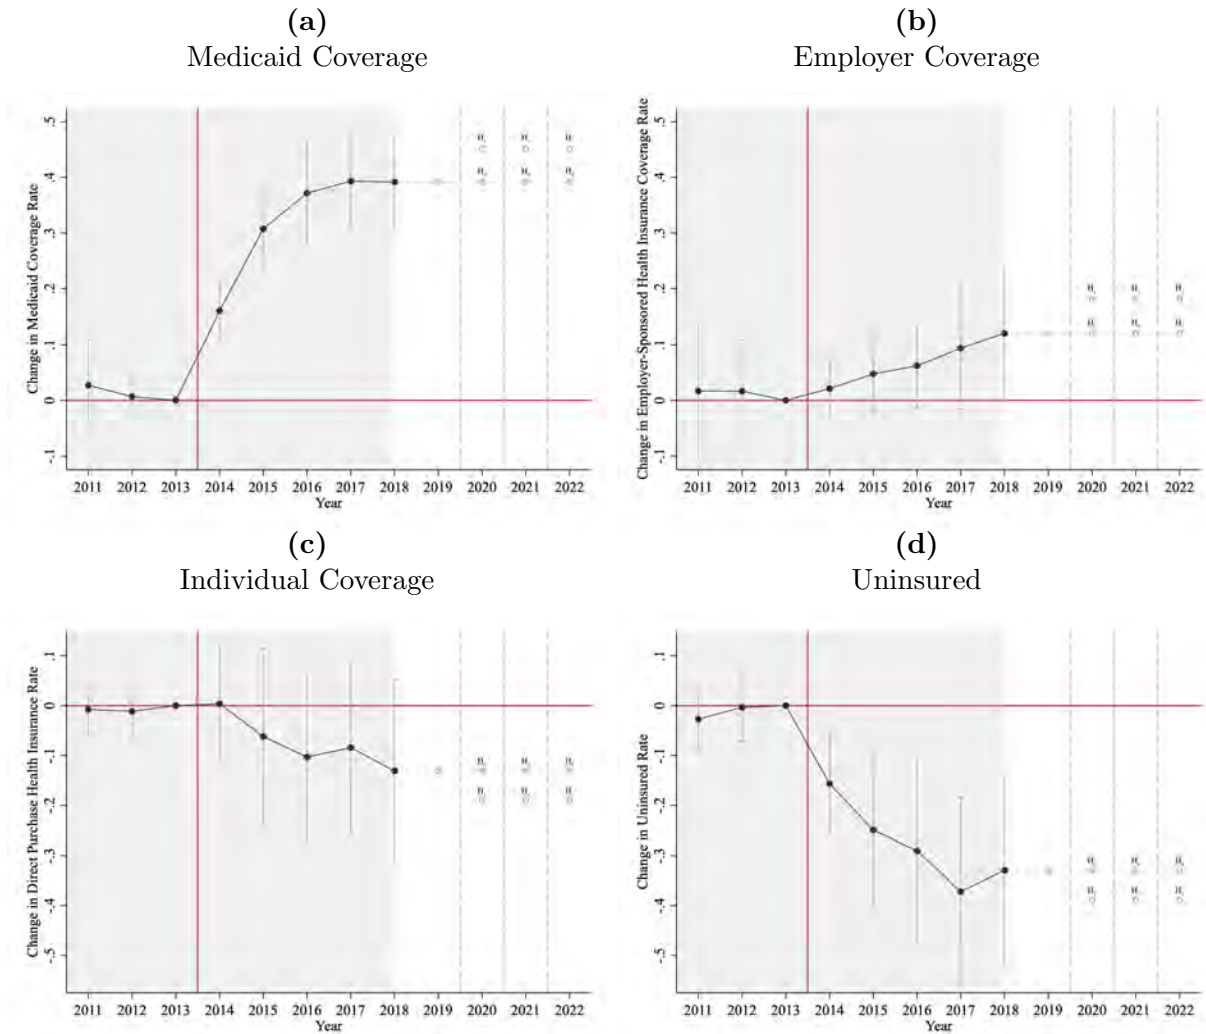 (a)
Medicaid Coverage
Change in Medicaid Coverage Rate
.5
.4
.3
.2
.1
0
-.1
2011 2012 2013 2014 2015 2016 2017 2018 2019 2020 2021 2022
Year
(b)
Employer Coverage
Change in Employer-Sponsored Health Insurance Coverage Rate
.5
.4
.3
.2
.1
0
-.1
2011 2012 2013 2014 2015 2016 2017 2018 2019 2020 2021 2022
Year
(c)
Individual Coverage
Change in Direct Purchase Health Insurance Rate
.1
0
-.1
-.2
-.3
-.4
-.5
2011 2012 2013 2014 2015 2016 2017 2018 2019 2020 2021 2022
Year
(d)
Uninsured
Change in Uninsured Rate
.1
0
-.1
-.2
-.3
-.4
-.5
2011 2012 2013 2014 2015 2016 2017 2018 2019 2020 2021 2022
Year